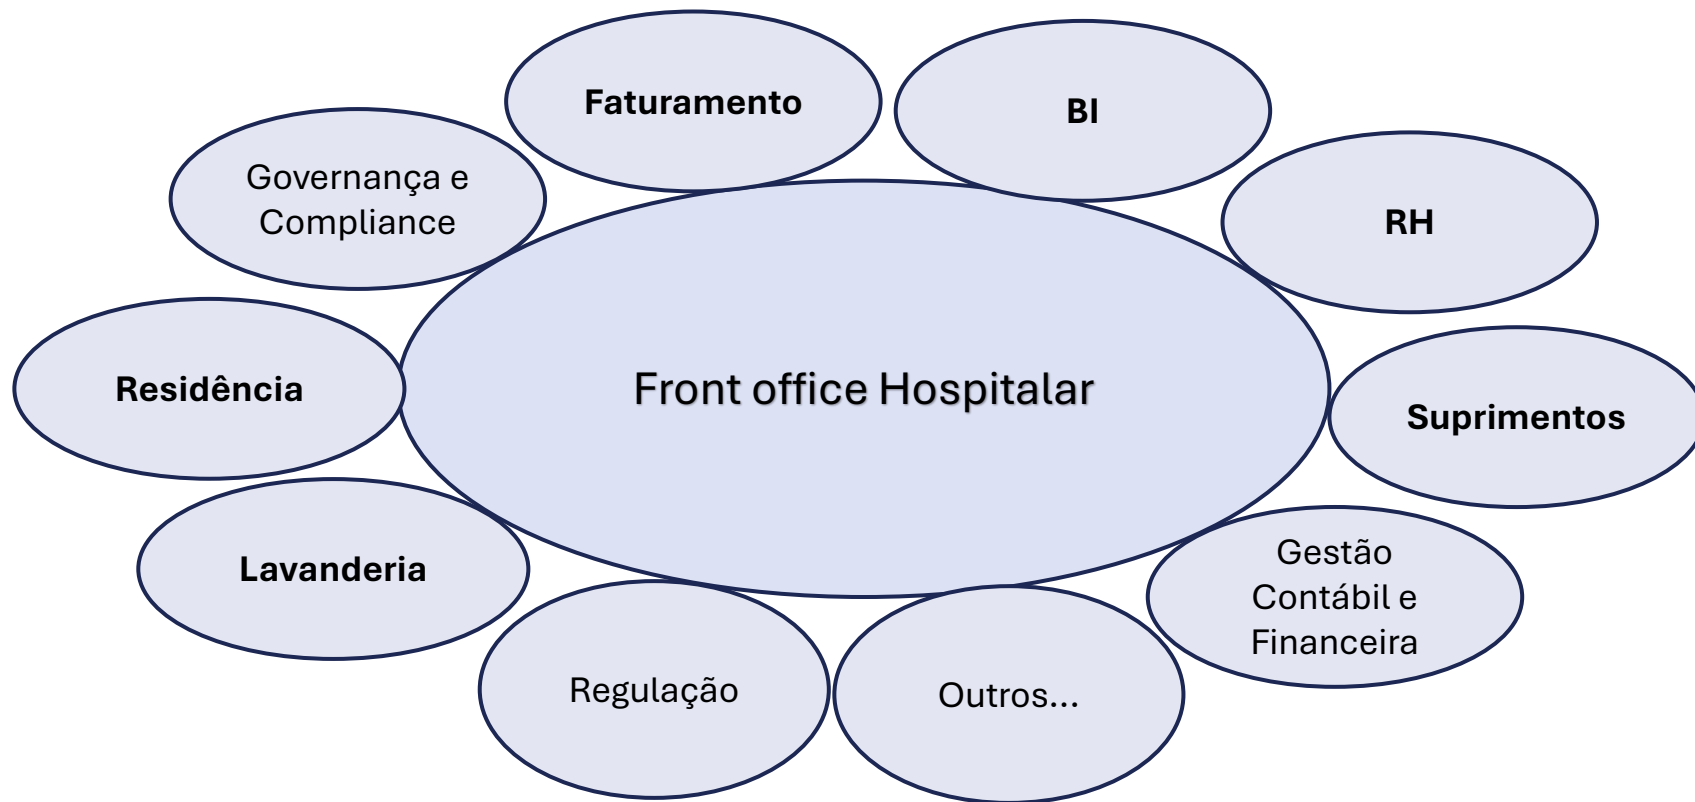 Faturamento
BI
Governança e
Compliance
RH
Residência
Front office Hospitalar
Suprimentos
Lavanderia
Gestão
Contábil e
Financeira
Regulação
Outros...